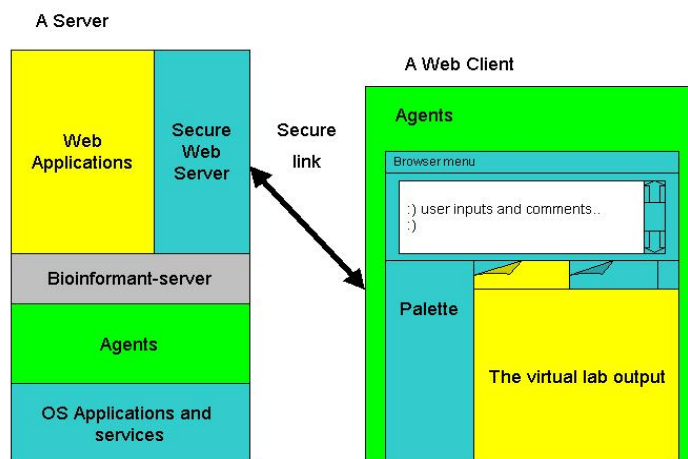 A Server
Web
Applications
Secure
Web
Server
Bioinformant-server
Agents
OS Applications and
services
Secure
link
A Web Client
Agents
Browser menu
:) user inputs and comments..
:)
Palette
The virtual lab output